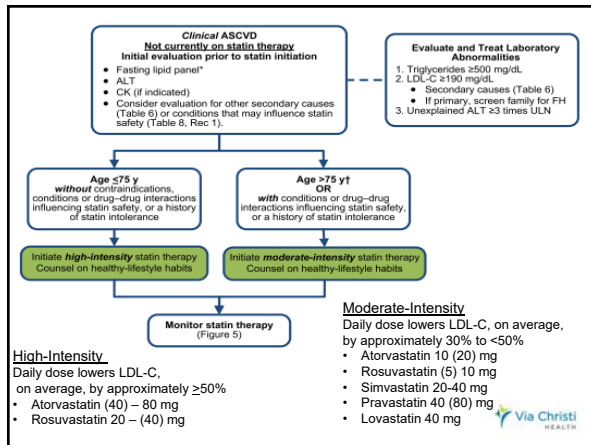 Clinical ASCVD
Not currently on statin therapy
Initial evaluation prior to statin initiation
● Fasting lipid panel*
● ALT
● CK (if indicated)
● Consider evaluation for other secondary causes
(Table 6) or conditions that may influence statin
safety (Table 8, Rec 1).
Evaluate and Treat Laboratory
Abnormalities
1. Triglycerides ≥500 mg/dL
2. LDL-C ≥190 mg/dL
● Secondary causes (Table 6)
● If primary, screen family for FH
3. Unexplained ALT ≥3 times ULN
Age ≤75 y
without contraindications,
conditions or drug–drug interactions
influencing statin safety, or a history
of statin intolerance
Age >75 y†
OR
with conditions or drug–drug
interactions influencing statin safety,
or a history of statin intolerance
Initiate high-intensity statin therapy
Counsel on healthy-lifestyle habits
Initiate moderate-intensity statin therapy
Counsel on healthy-lifestyle habits
Monitor statin therapy
(Figure 5)
High-Intensity
Daily dose lowers LDL-C,
on average, by approximately ≥50%
• Atorvastatin (40) – 80 mg
• Rosuvastatin 20 – (40) mg
Moderate-Intensity
Daily dose lowers LDL-C, on average,
by approximately 30% to <50%
• Atorvastatin 10 (20) mg
• Rosuvastatin (5) 10 mg
• Simvastatin 20-40 mg
• Pravastatin 40 (80) mg
• Lovastatin 40 mg
Via Christi
HEALTH